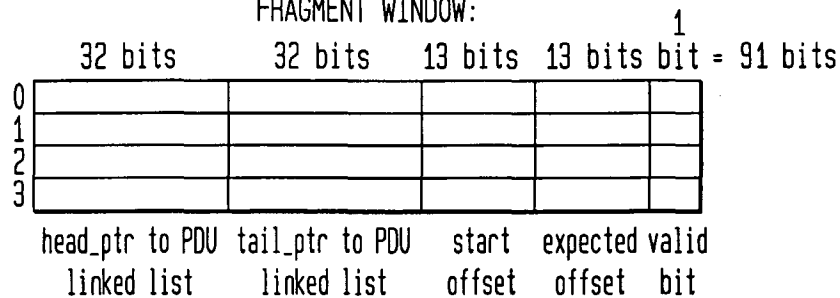 FRAGMENT WINDOW:
1
32 bits 32 bits 13 bits 13 bits bit = 91 bits
0
1
2
3
head_ptr to PDU tail_ptr to PDU start expected valid
linked list linked list offset offset bit